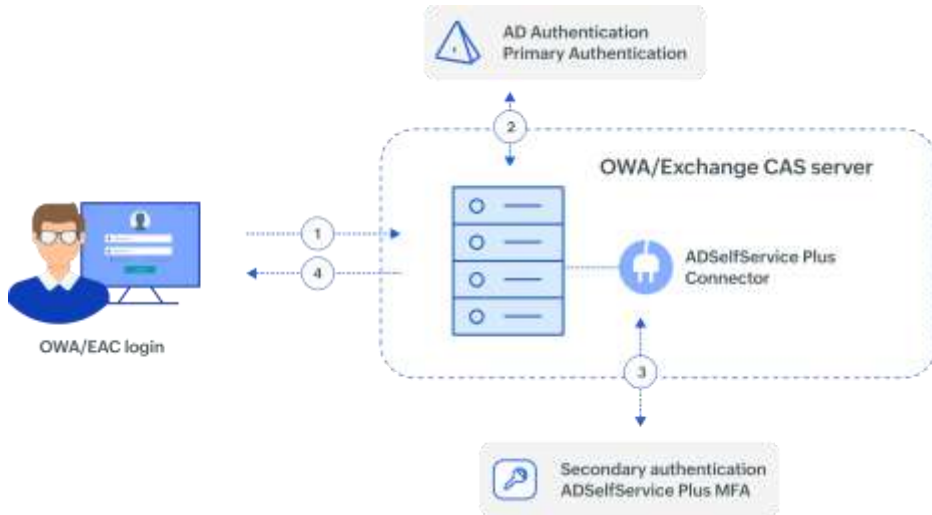 AD Authentication
Primary Authentication
2
OWA/Exchange CAS server
1
ADSelfService Plus
Connector
4
OWA/EAC login
3
Secondary authentication
ADSelfService Plus MFA